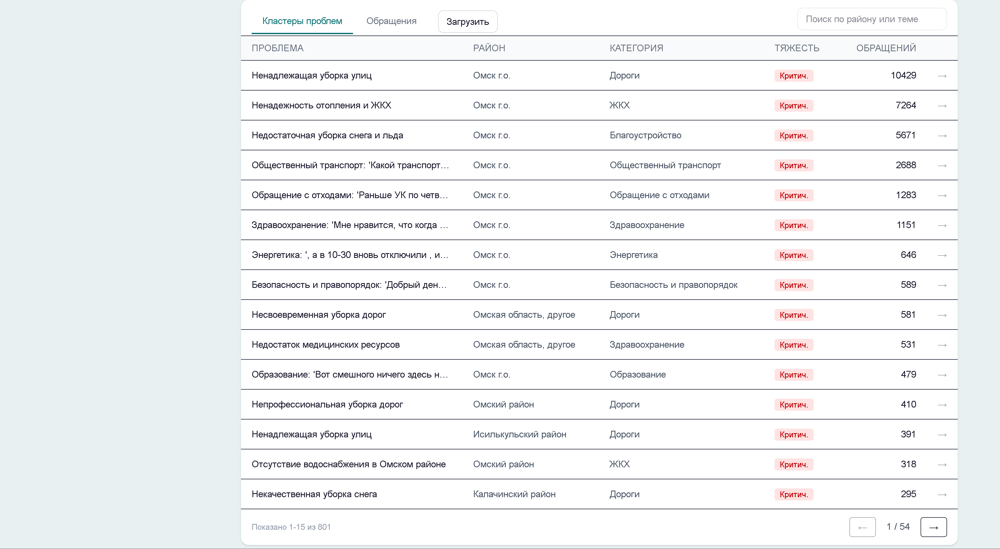 Кластеры проблем Обращения Загрузить Поиск по району или теме
ПРОБЛЕМА РАЙОН КАТЕГОРИЯ ТЯЖЕСТЬ ОБРАЩЕНИЙ
Ненадлежащая уборка улиц Омск г.о. Дороги Критич. 10429 →
Ненадежность отопления и ЖКХ Омск г.о. ЖКХ Критич. 7264 →
Недостаточная уборка снега и льда Омск г.о. Благоустройство Критич. 5671 →
Общественный транспорт: 'Какой транспорт... Омск г.о. Общественный транспорт Критич. 2688 →
Обращение с отходами: 'Раньше УК по четв... Омск г.о. Обращение с отходами Критич. 1283 →
Здравоохранение: 'Мне нравится, что когда ... Омск г.о. Здравоохранение Критич. 1151 →
Энергетика: ', а в 10-30 вновь отключили , и... Омск г.о. Энергетика Критич. 646 →
Безопасность и правопорядок: 'Добрый ден... Омск г.о. Безопасность и правопорядок Критич. 589 →
Несвоевременная уборка дорог Омская область, другое Дороги Критич. 581 →
Недостаток медицинских ресурсов Омская область, другое Здравоохранение Критич. 531 →
Образование: 'Вот смешного ничего здесь н... Омск г.о. Образование Критич. 479 →
Непрофессиональная уборка дорог Омский район Дороги Критич. 410 →
Ненадлежащая уборка улиц Исилькульский район Дороги Критич. 391 →
Отсутствие водоснабжения в Омском районе Омский район ЖКХ Критич. 318 →
Некачественная уборка снега Калачинский район Дороги Критич. 295 →
Показано 1-15 из 801 ← 1 / 54 →